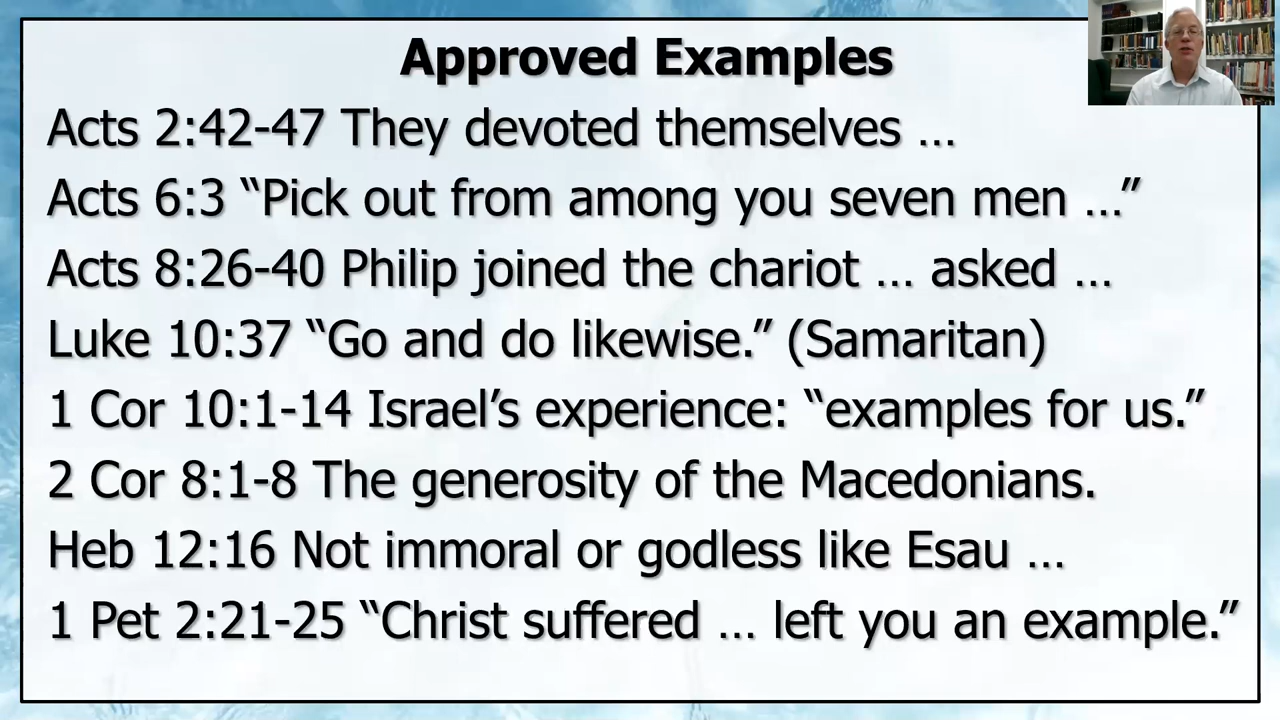 Approved Examples
Acts 2:42-47 They devoted themselves …
Acts 6:3 “Pick out from among you seven men …”
Acts 8:26-40 Philip joined the chariot … asked …
Luke 10:37 “Go and do likewise.” (Samaritan)
1 Cor 10:1-14 Israel’s experience: “examples for us.”
2 Cor 8:1-8 The generosity of the Macedonians.
Heb 12:16 Not immoral or godless like Esau …
1 Pet 2:21-25 “Christ suffered … left you an example.”